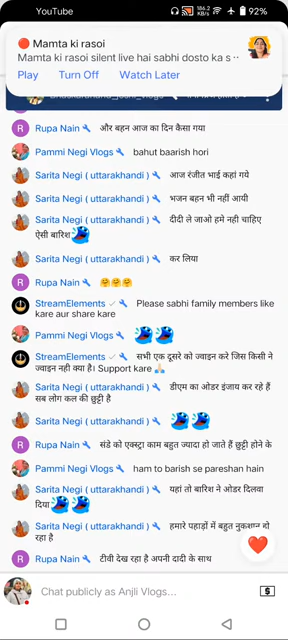 YouTube
186.2 KB/s
92%
🔴 Mamta ki rasoi
Mamta ki rasoi silent live hai sabhi dosto ka s ··
Play Turn Off Watch Later
Rupa Nain और बहन आज का दिन कैसा गया
Pammi Negi Vlogs bahut baarish hori
Sarita Negi ( uttarakhandi ) आज रंजीत भाई कहां गये
Sarita Negi ( uttarakhandi ) भजन बहन भी नहीं आयी
Sarita Negi ( uttarakhandi ) दीदी ले जाओ हमे नही चाहिए
ऐसी बारिश
Sarita Negi ( uttarakhandi ) कर लिया
Rupa Nain 🤗🤗🤗
StreamElements Please sabhi family members like
kare aur share kare
Pammi Negi Vlogs
StreamElements सभी एक दूसरे को ज्वाइन करे जिस किसी ने
ज्वाइन नही क्या है। Support kare 🙏🏻
Sarita Negi ( uttarakhandi ) डीएम का ओडर इंजाय कर रहे हैं
सब लोग कल की छुट्टी है
Sarita Negi ( uttarakhandi )
Rupa Nain संडे को एक्स्ट्रा काम बहुत ज्यादा हो जाते हैं छुट्टी होने के
Pammi Negi Vlogs ham to barish se pareshan hain
Sarita Negi ( uttarakhandi ) यहां तो बारिश ने ओडर दिलवा
दिया
Sarita Negi ( uttarakhandi ) हमारे पहाड़ों में बहुत नुकशान हो
रहा है
Rupa Nain टीवी देख रहा है अपनी दादी के साथ
Chat publicly as Anjli Vlogs...